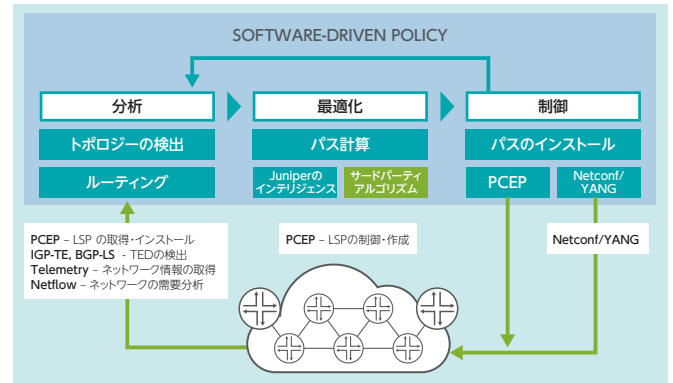 SOFTWARE-DRIVEN POLICY
分析
最適化
制御
トポロジーの検出
パス計算
パスのインストール
ルーティング
Juniperの
インテリジェンス
サードパーティ
アルゴリズム
PCEP
Netconf/
YANG
PCEP – LSP の取得・インストール
IGP-TE, BGP-LS - TEDの検出
Telemetry – ネットワーク情報の取得
Netflow – ネットワークの需要分析
PCEP – LSPの制御・作成
Netconf/YANG